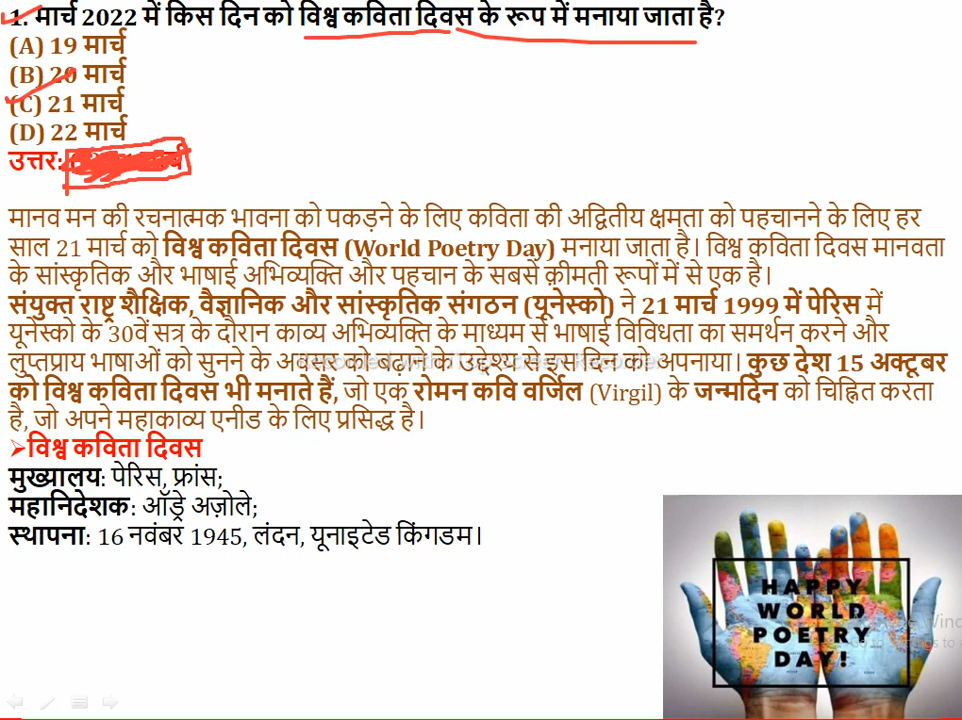 1. मार्च 2022 में किस दिन को विश्व कविता दिवस के रूप में मनाया जाता है?
(A) 19 मार्च
(B) 20 मार्च
(C) 21 मार्च
(D) 22 मार्च
उत्तर:
मानव मन की रचनात्मक भावना को पकड़ने के लिए कविता की अद्वितीय क्षमता को पहचानने के लिए हर
साल 21 मार्च को विश्व कविता दिवस (World Poetry Day) मनाया जाता है। विश्व कविता दिवस मानवता
के सांस्कृतिक और भाषाई अभिव्यक्ति और पहचान के सबसे क़ीमती रूपों में से एक है।
संयुक्त राष्ट्र शैक्षिक, वैज्ञानिक और सांस्कृतिक संगठन (यूनेस्को) ने 21 मार्च 1999 में पेरिस में
यूनेस्को के 30वें सत्र के दौरान काव्य अभिव्यक्ति के माध्यम से भाषाई विविधता का समर्थन करने और
लुप्तप्राय भाषाओं को सुनने के अवसर को बढ़ाने के उद्देश्य से इस दिन को अपनाया। कुछ देश 15 अक्टूबर
को विश्व कविता दिवस भी मनाते हैं, जो एक रोमन कवि वर्जिल (Virgil) के जन्मदिन को चिह्नित करता
है, जो अपने महाकाव्य एनीड के लिए प्रसिद्ध है।
➢विश्व कविता दिवस
मुख्यालय: पेरिस, फ्रांस;
महानिदेशक: ऑड्रे अज़ोले;
स्थापना: 16 नवंबर 1945, लंदन, यूनाइटेड किंगडम।
HAPPY
WORLD
POETRY
DAY!